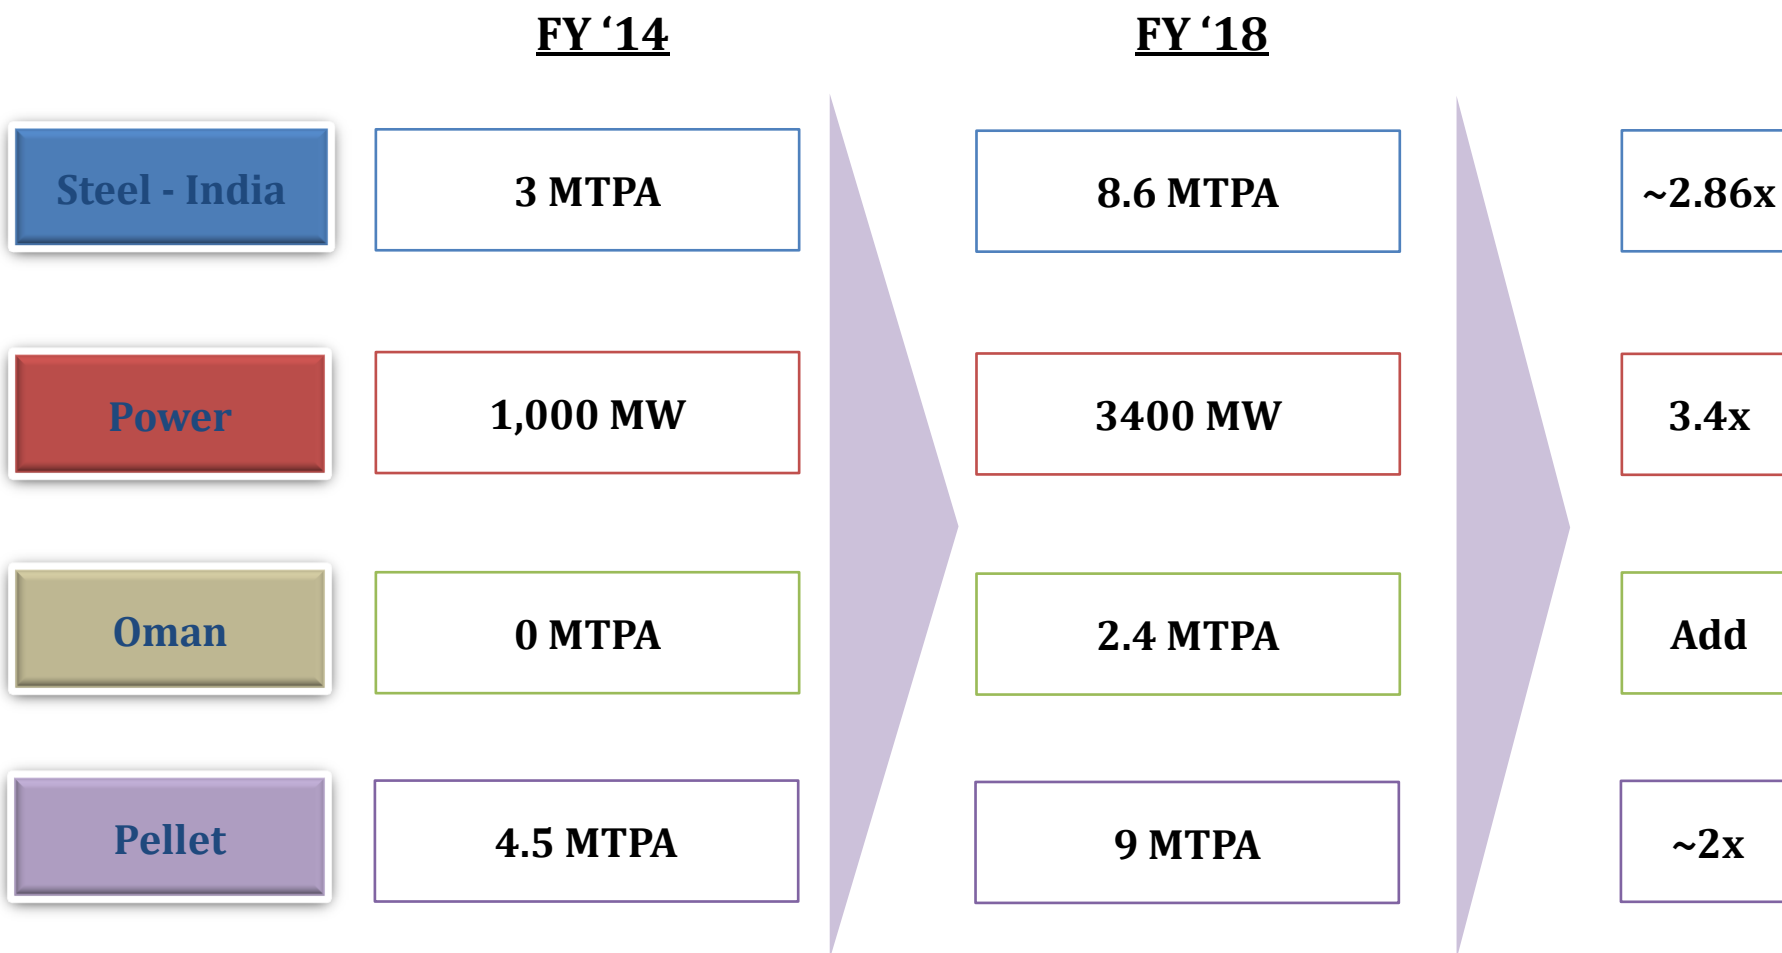 FY ‘14
FY ‘18
Steel - India
3 MTPA
8.6 MTPA
~2.86x
Power
1,000 MW
3400 MW
3.4x
Oman
0 MTPA
2.4 MTPA
Add
Pellet
4.5 MTPA
9 MTPA
~2x